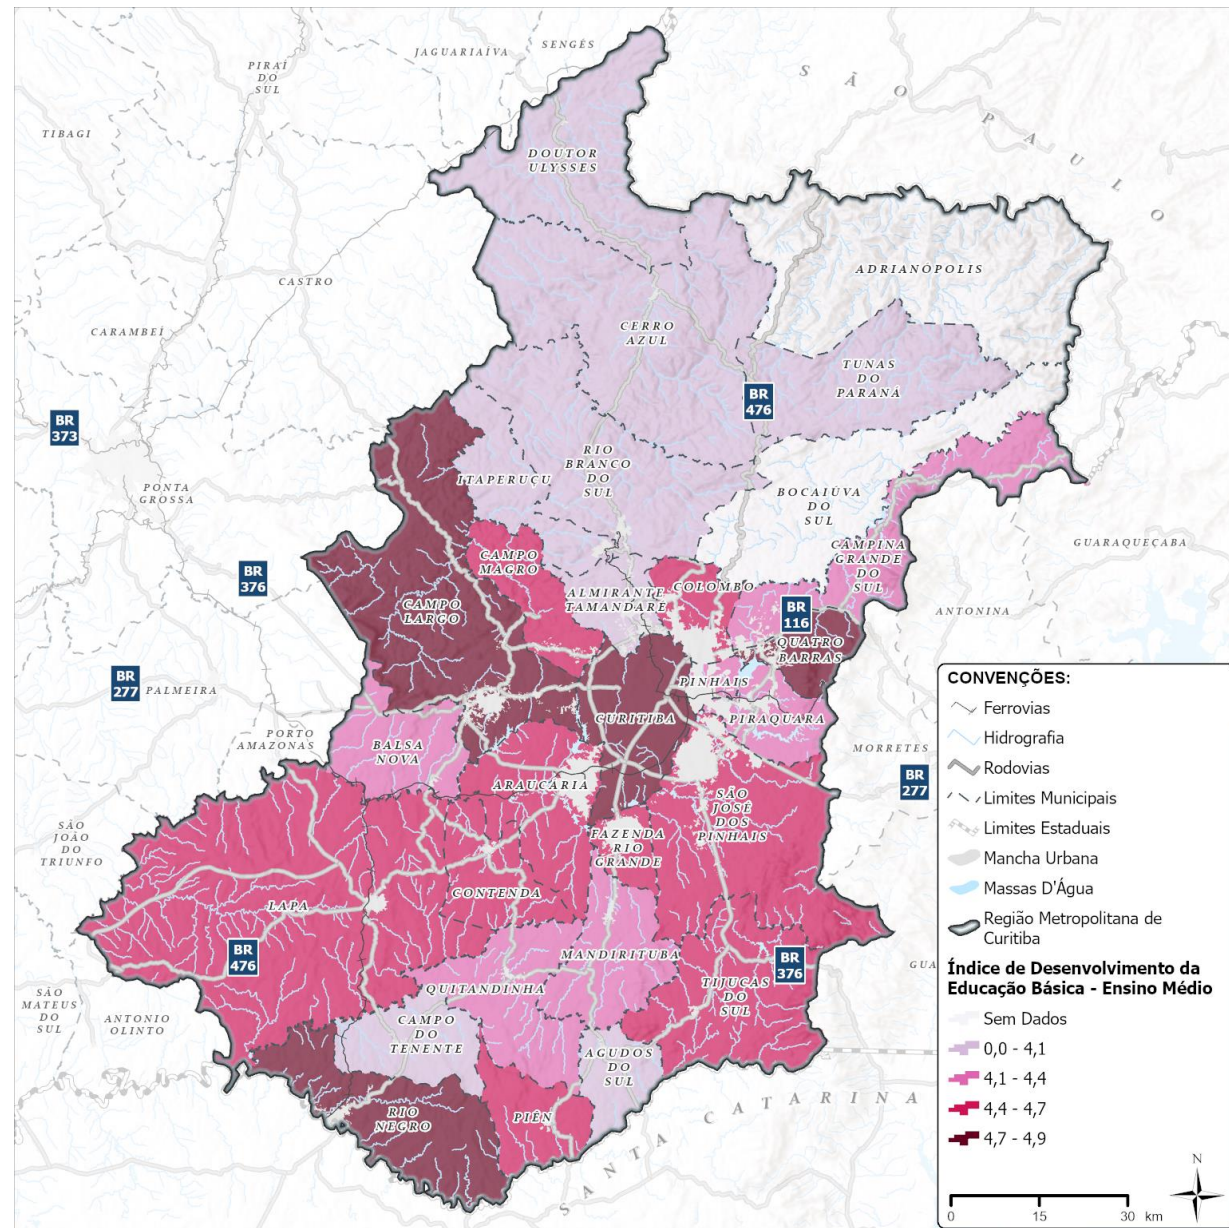 SENGÉS
JAGUARIAÍVA
PIRAÍ
DO
SUL
SÃO PAULO
TIBAGI
DOUTOR
ULYSSES
ADRIANÓPOLIS
CASTRO
CARAMBEÍ
CERRO
AZUL
TUNAS
DO
PARANÁ
BR
476
BR
373
RIO
BRANCO
DO
SUL
ITAPERUÇU
PONTA
GROSSA
BOCAIÚVA
DO
SUL
CAMPINA
GRANDE
DO
SUL
GUARAQUEÇABA
CAMPO
MAGRO
BR
376
COLOMBO
ALMIRANTE
TAMANDARÉ
CAMPO
LARGO
ANTONINA
BR
116
QUATRO
BARRAS
BR
277
PALMEIRA
PINHAIS
PIRAQUARA
CURITIBA
PORTO
AMAZONAS
BALSA
NOVA
MORRETES
BR
277
ARAUCÁRIA
SÃO
JOSÉ
DOS
PINHAIS
SÃO
JOÃO
DO
TRIUNFO
FAZENDA
RIO
GRANDE
CONTENDA
LAPA
BR
476
MANDIRITUBA
BR
376
GUA
QUITANDINHA
TIJUCAS
DO
SUL
SÃO
MATEUS
DO
SUL
ANTONIO
OLINTO
CAMPO
DO
TENENTE
AGUDOS
DO
SUL
RIO
NEGRO
PIÊN
SANTA CATARINA
CONVENÇÕES:
Ferrovias
Hidrografia
Rodovias
Limites Municipais
Limites Estaduais
Mancha Urbana
Massas D'Água
Região Metropolitana de
Curitiba
Índice de Desenvolvimento da
Educação Básica - Ensino Médio
Sem Dados
0,0 - 4,1
4,1 - 4,4
4,4 - 4,7
4,7 - 4,9
N
0 15 30 km